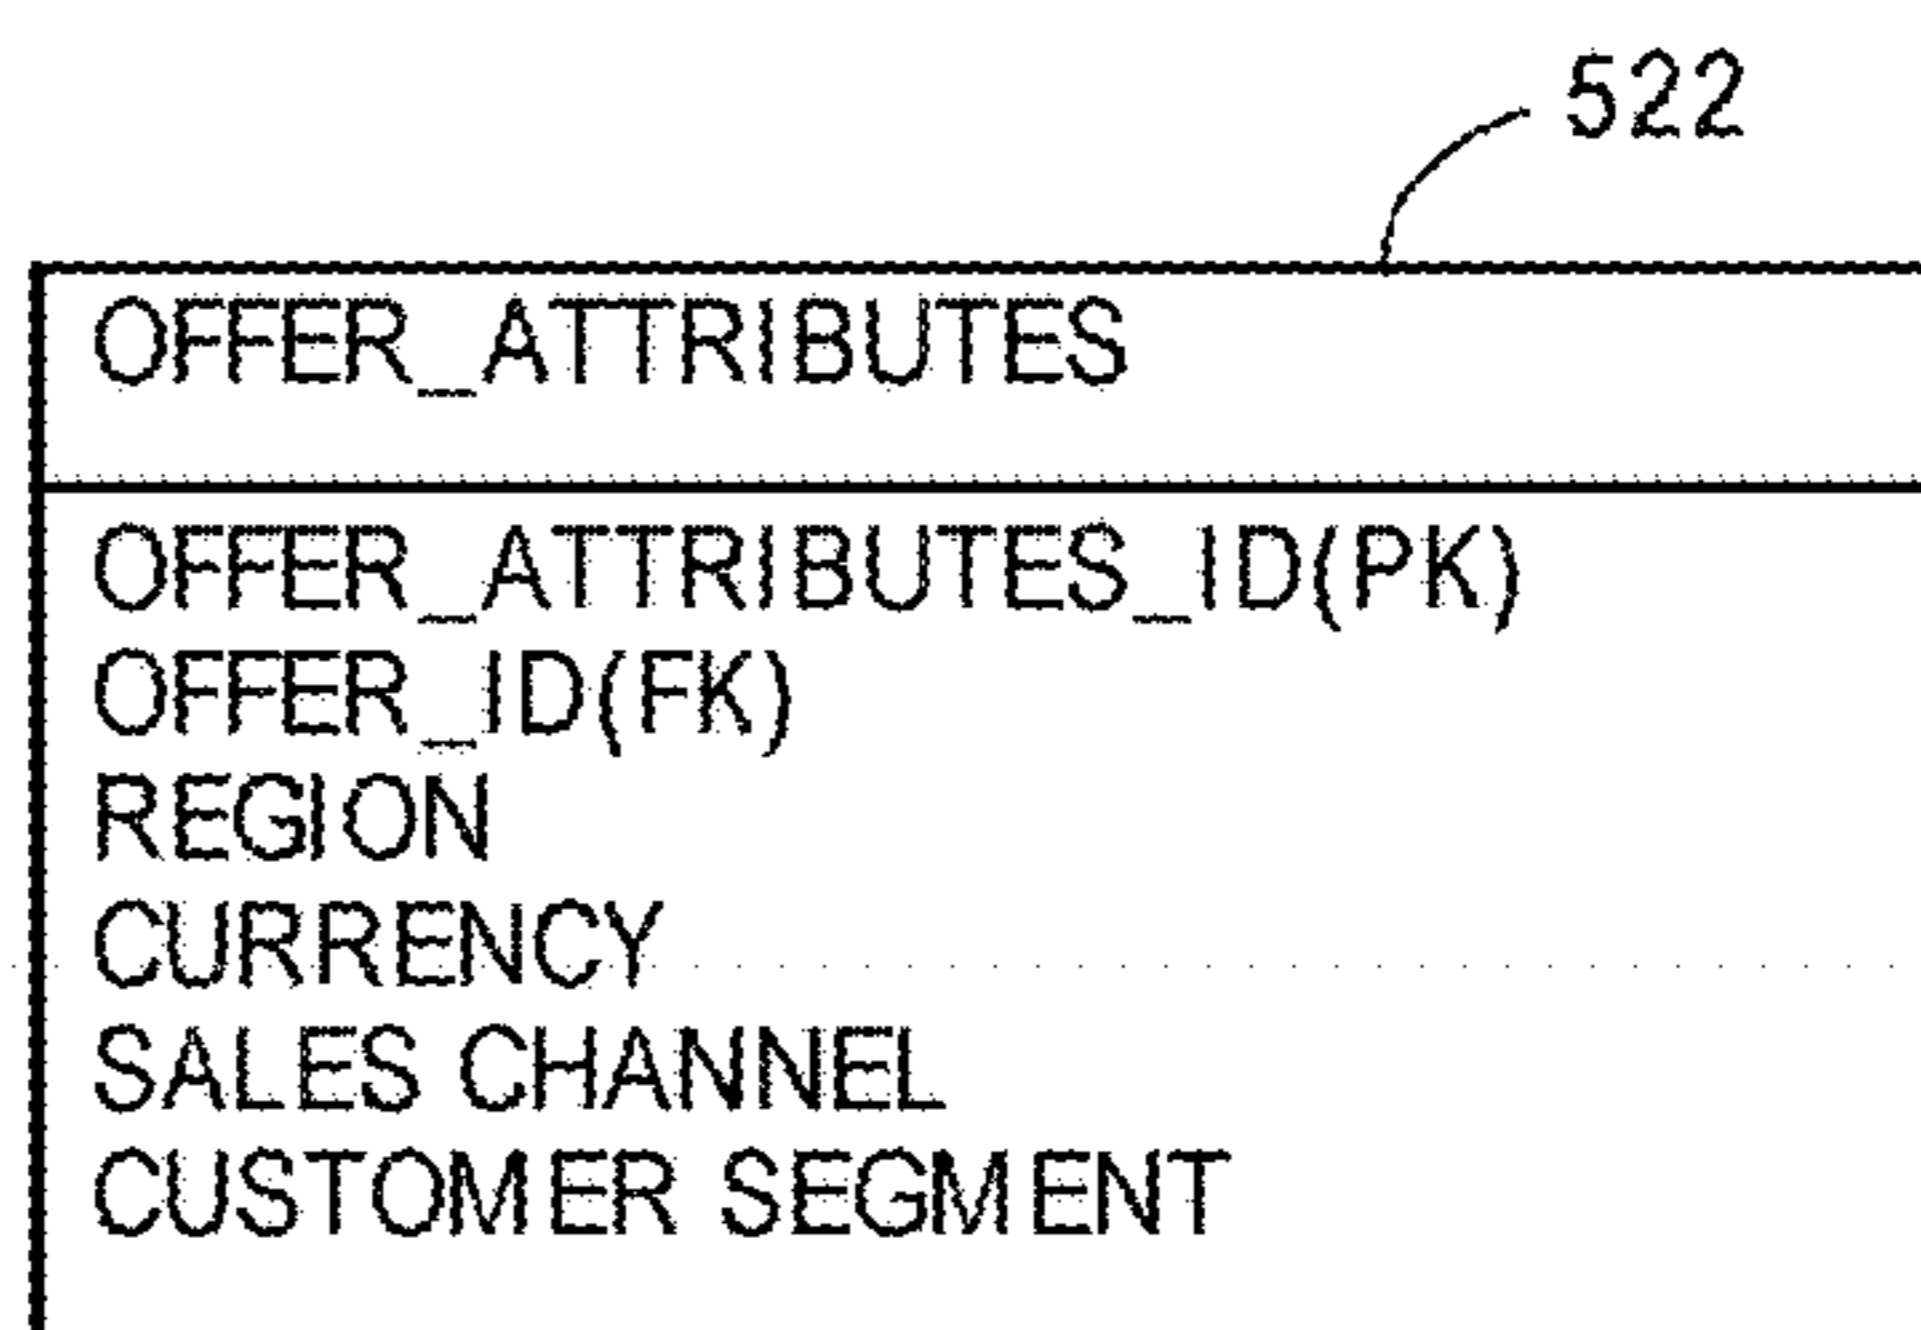 522
OFFER_ATTRIBUTES
OFFER_ATTRIBUTES_ID(PK)
OFFER_ID(FK)
REGION
CURRENCY
SALES CHANNEL
CUSTOMER SEGMENT